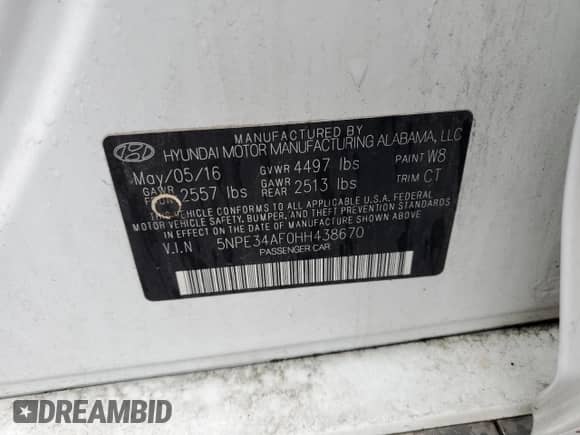 MANUFACTURED BY
HYUNDAI MOTOR MANUFACTURING ALABAMA, LLC
May/05/16 GVWR 4497 lbs PAINT W8
GAWR FRONT 2557 lbs GAWR REAR 2513 lbs TRIM CT
THIS VEHICLE CONFORMS TO ALL APPLICABLE U.S.A. FEDERAL
MOTOR VEHICLE SAFETY, BUMPER, AND THEFT PREVENTION STANDARDS
IN EFFECT ON THE DATE OF MANUFACTURE SHOWN ABOVE.
V.I.N 5NPE34AF0HH438670
PASSENGER CAR
DREAMBID